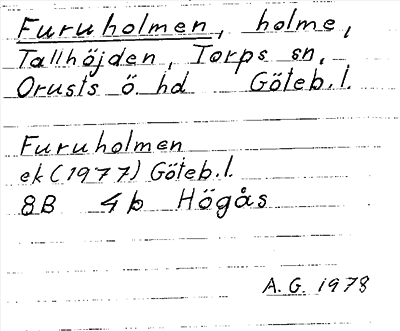 Furuholmen, holme,
Tallhöjden, Torps sn,
Orusts ö. hd Göteb. l.
Furuholmen
ek (1977) Göteb. l.
8B 4b Högås
A. G. 1978